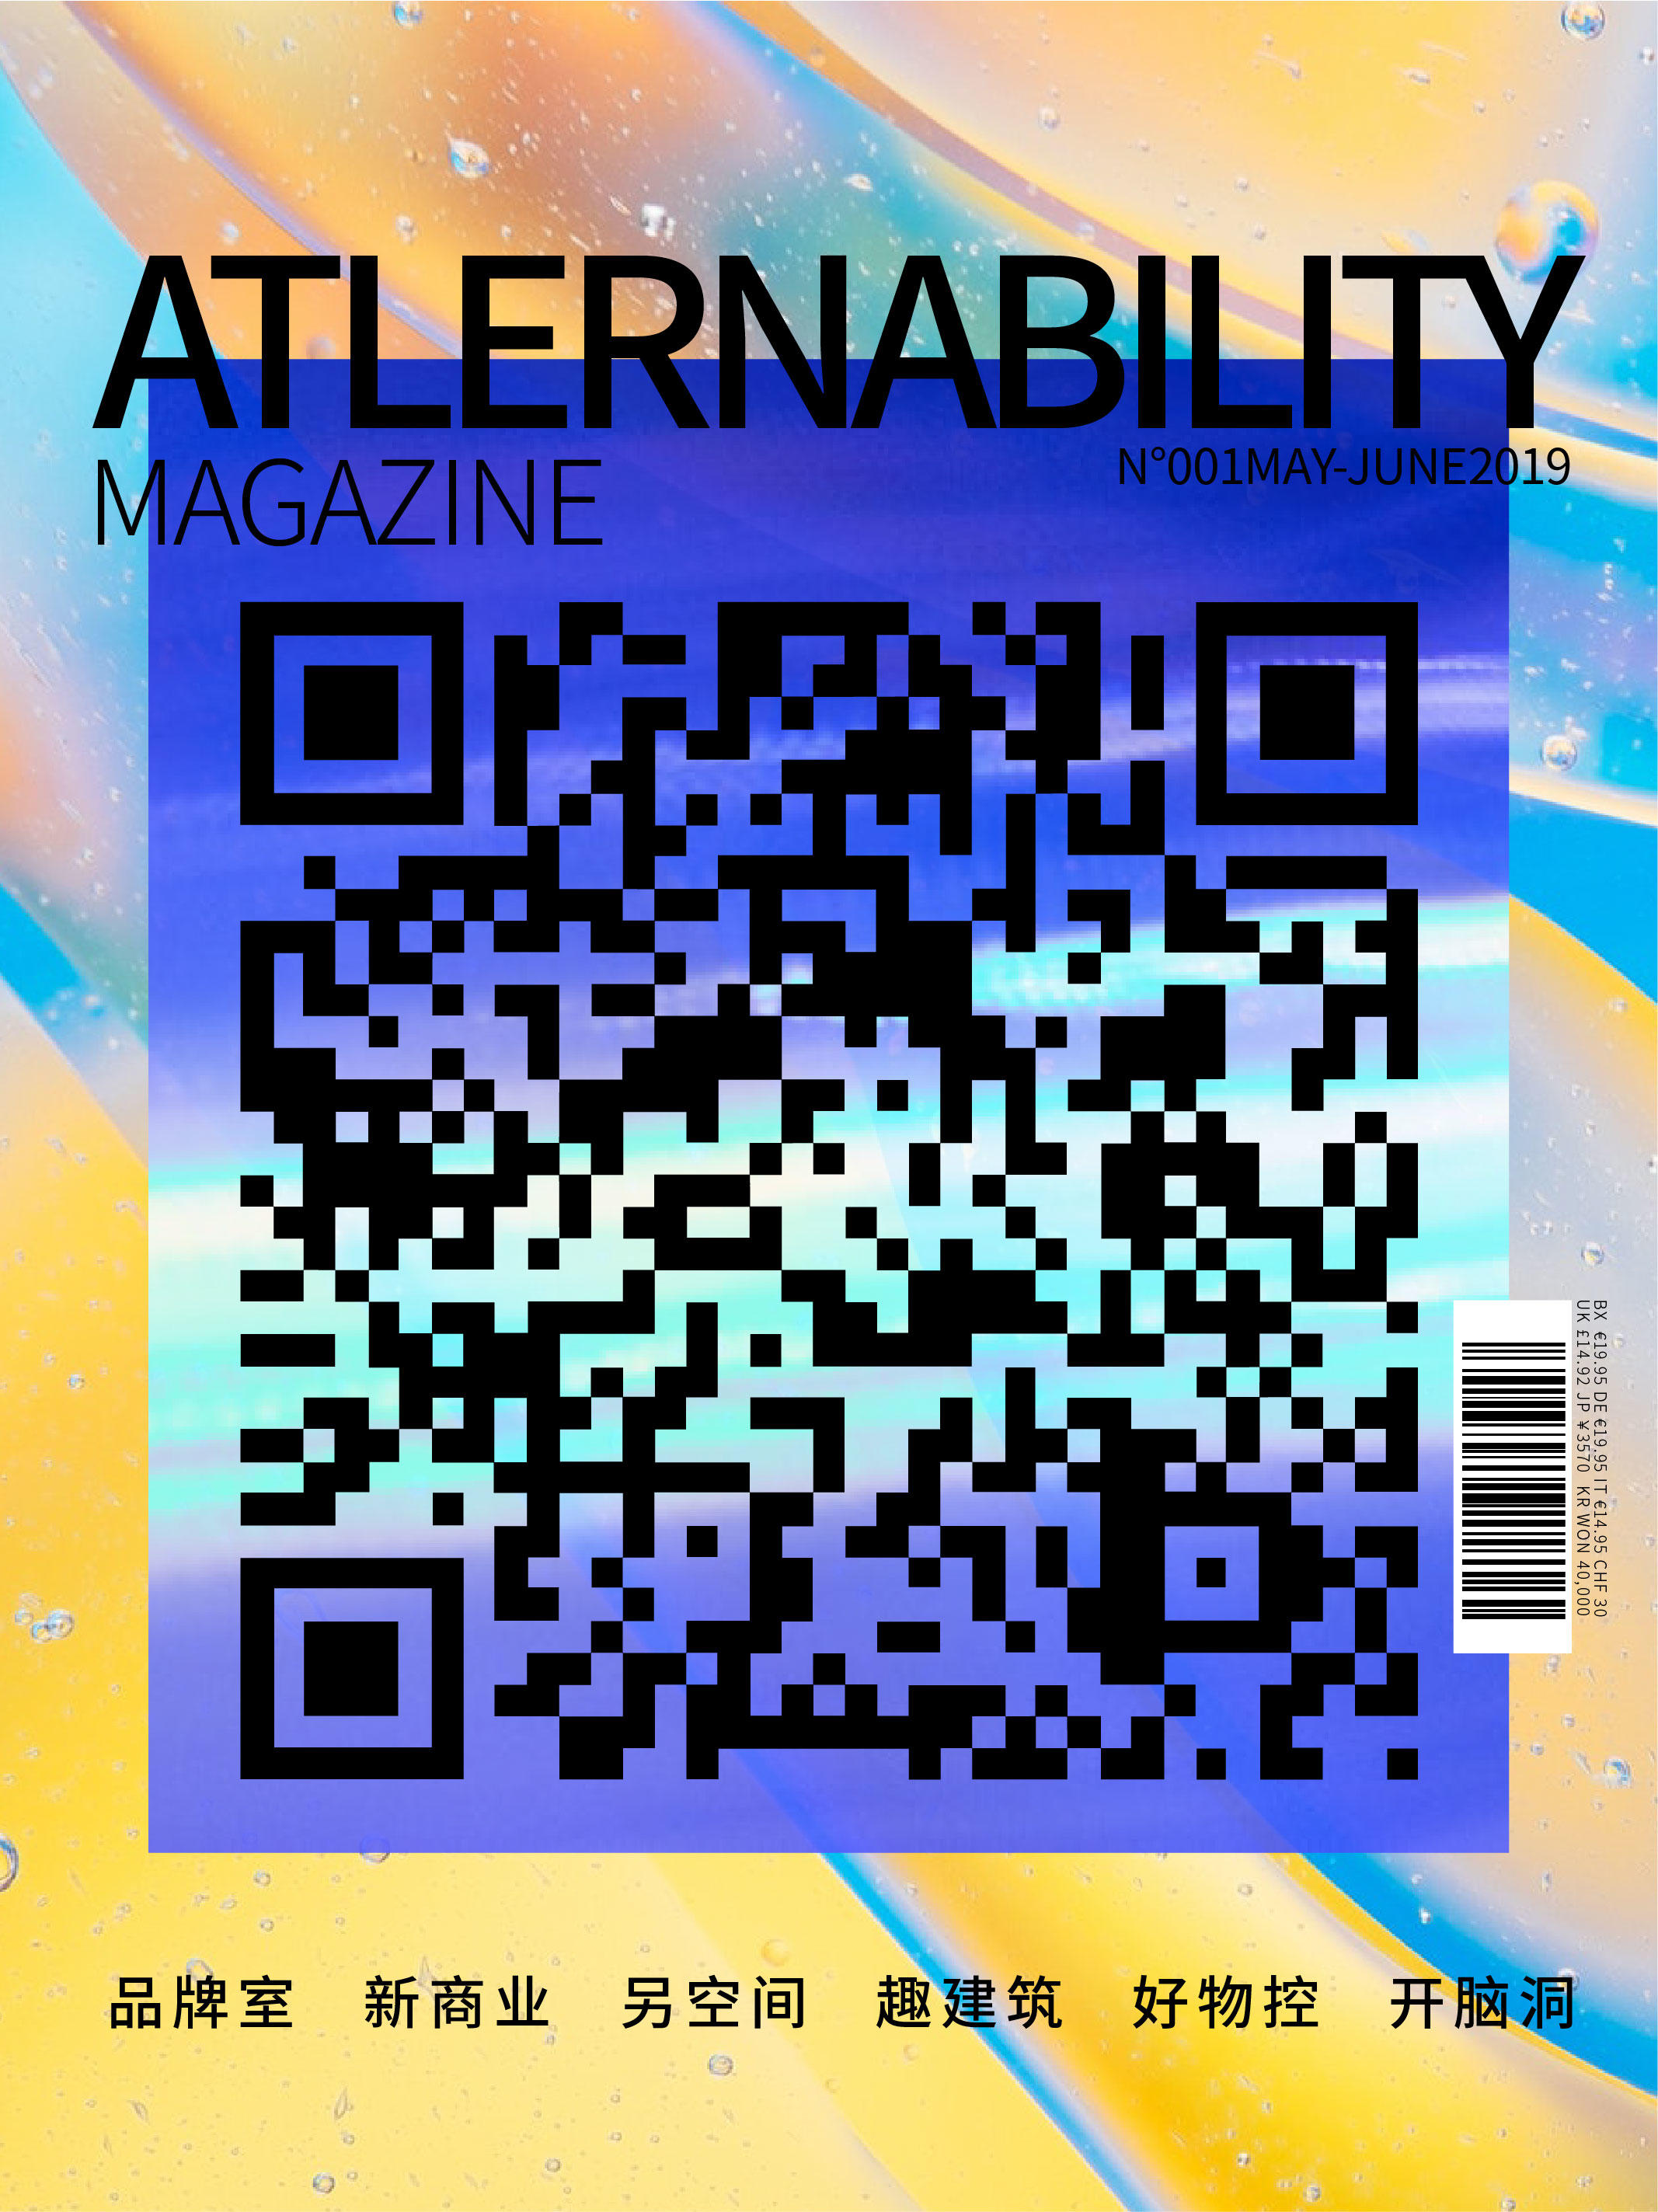 ATLERNABILITY
MAGAZINE
N°001MAY-JUNE2019
BX €19.95 DE €19.95 IT €14.95 CHF 30
UK £14.92 JP ¥3570 KR WON 40,000
品牌室 新商业 另空间 趣建筑 好物控 开脑洞